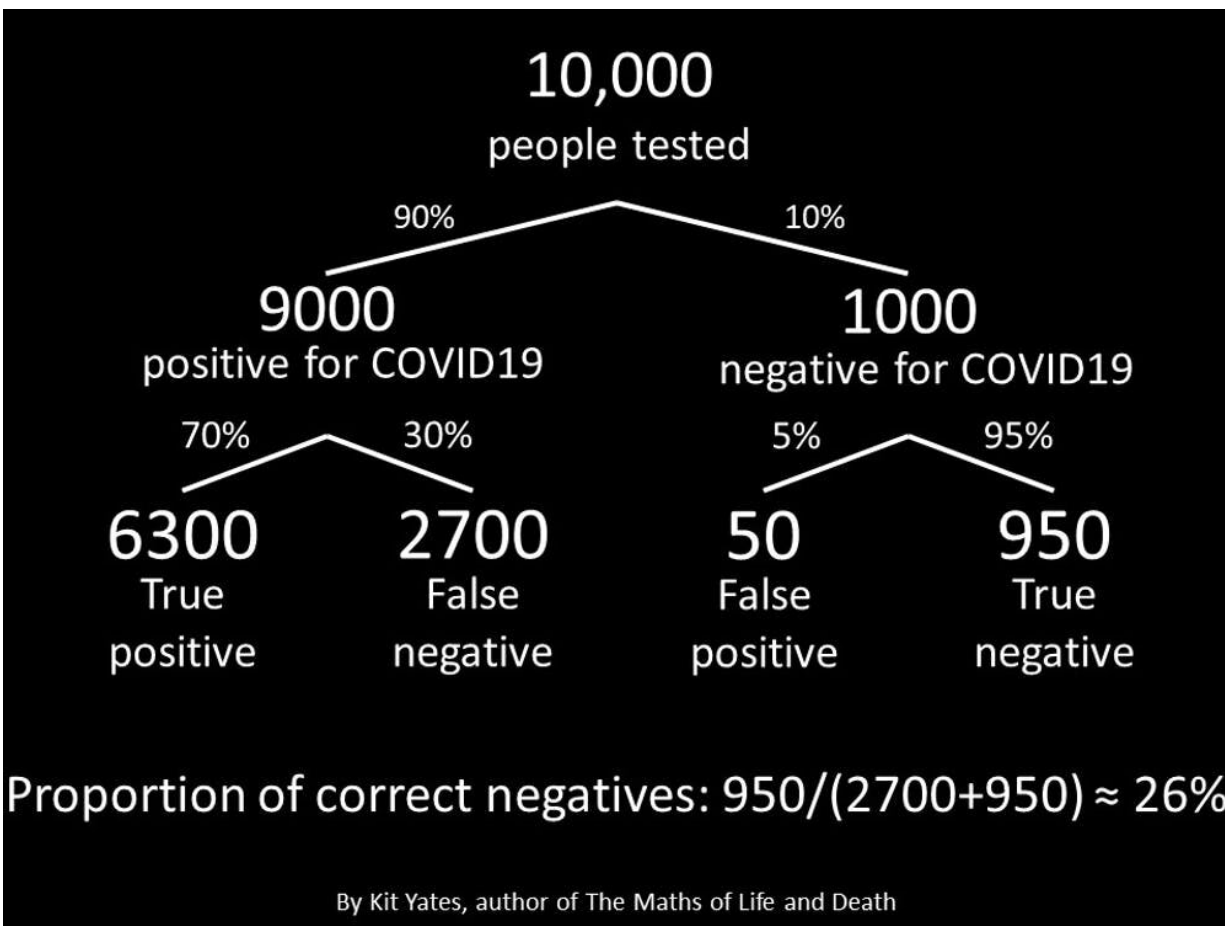 10,000
people tested
90%
10%
9000
positive for COVID19
1000
negative for COVID19
70%
30%
5%
95%
6300
True
positive
2700
False
negative
50
False
positive
950
True
negative
Proportion of correct negatives: 950/(2700+950) ≈ 26%
By Kit Yates, author of The Maths of Life and Death